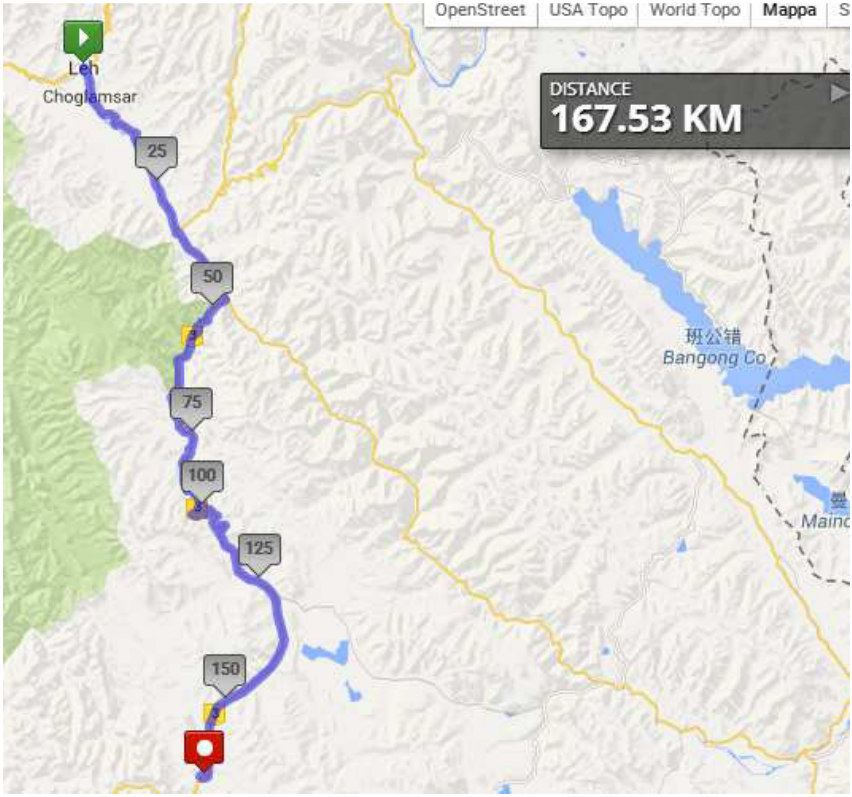 OpenStreet
USA Topo
World Topo
Mappa
S
DISTANCE
167.53 KM
Leh
Choglamsar
25
50
3
班公错
Bangong Co
75
100
3
曼
Mainc
125
150
3